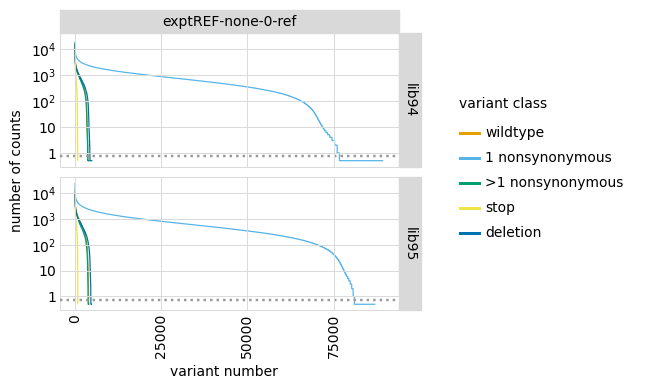 exptREF-none-0-ref
10⁴
10³
10²
10
1
lib94
10⁴
10³
10²
10
1
lib95
number of counts
0
25000
50000
75000
variant number
variant class
wildtype
1 nonsynonymous
>1 nonsynonymous
stop
deletion